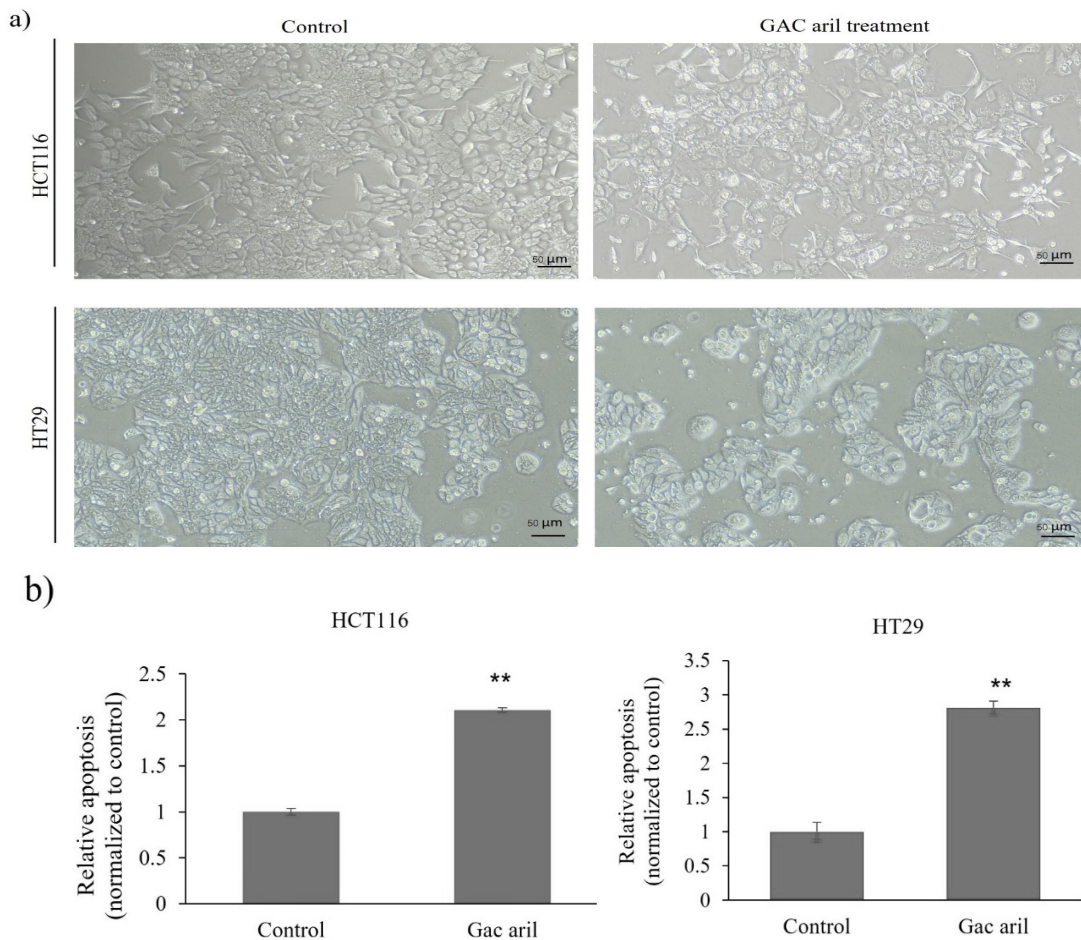 a)
Control
GAC aril treatment
HCT116
50 µm
50 µm
HT29
50 µm
50 µm
b)
HCT116
Relative apoptosis
(normalized to control)
2.5
2
1.5
1
0.5
0
**
Control
Gac aril
HT29
Relative apoptosis
(normalized to control)
3.5
3
2.5
2
1.5
1
0.5
0
**
Control
Gac aril